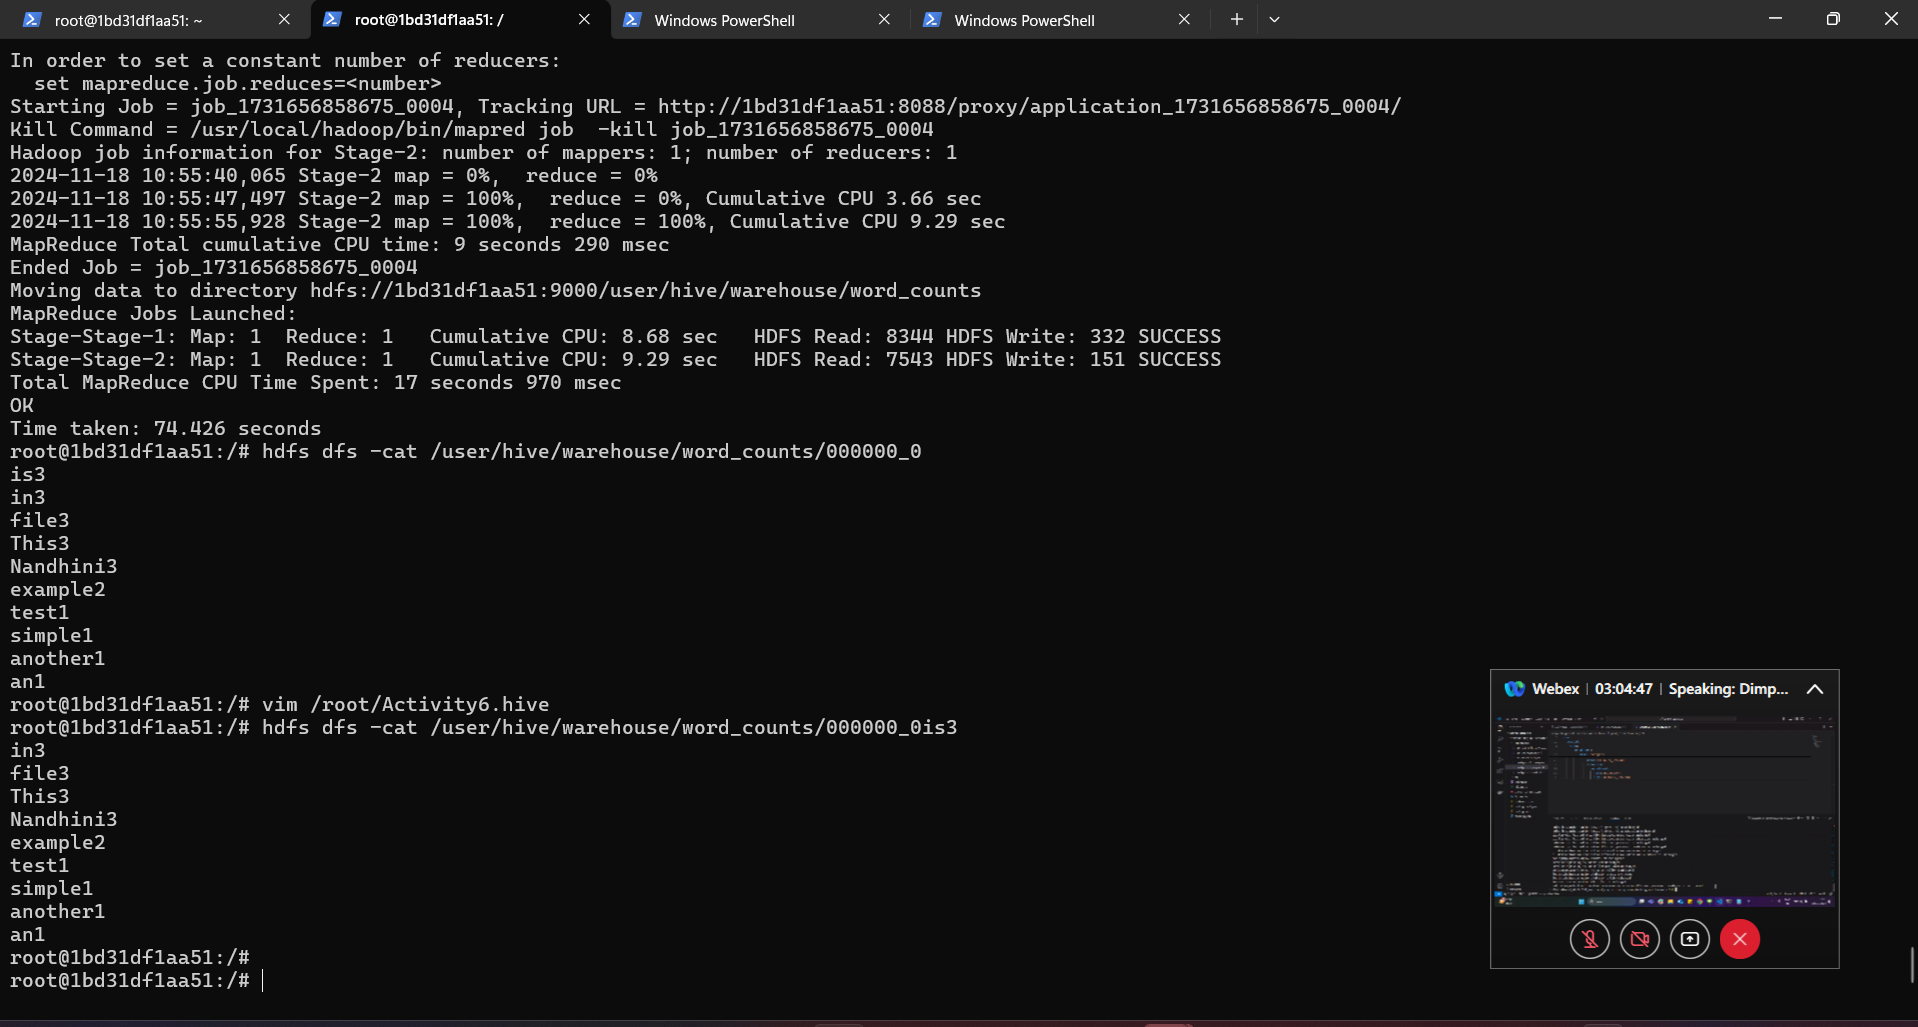 root@1bd31df1aa51: ~
root@1bd31df1aa51: /
Windows PowerShell
Windows PowerShell
In order to set a constant number of reducers:
  set mapreduce.job.reduces=<number>
Starting Job = job_1731656858675_0004, Tracking URL = http://1bd31df1aa51:8088/proxy/application_1731656858675_0004/
Kill Command = /usr/local/hadoop/bin/mapred job  -kill job_1731656858675_0004
Hadoop job information for Stage-2: number of mappers: 1; number of reducers: 1
2024-11-18 10:55:40,065 Stage-2 map = 0%,  reduce = 0%
2024-11-18 10:55:47,497 Stage-2 map = 100%,  reduce = 0%, Cumulative CPU 3.66 sec
2024-11-18 10:55:55,928 Stage-2 map = 100%,  reduce = 100%, Cumulative CPU 9.29 sec
MapReduce Total cumulative CPU time: 9 seconds 290 msec
Ended Job = job_1731656858675_0004
Moving data to directory hdfs://1bd31df1aa51:9000/user/hive/warehouse/word_counts
MapReduce Jobs Launched:
Stage-Stage-1: Map: 1  Reduce: 1   Cumulative CPU: 8.68 sec   HDFS Read: 8344 HDFS Write: 332 SUCCESS
Stage-Stage-2: Map: 1  Reduce: 1   Cumulative CPU: 9.29 sec   HDFS Read: 7543 HDFS Write: 151 SUCCESS
Total MapReduce CPU Time Spent: 17 seconds 970 msec
OK
Time taken: 74.426 seconds
root@1bd31df1aa51:/# hdfs dfs -cat /user/hive/warehouse/word_counts/000000_0
is3
in3
file3
This3
Nandhini3
example2
test1
simple1
another1
an1
root@1bd31df1aa51:/# vim /root/Activity6.hive
root@1bd31df1aa51:/# hdfs dfs -cat /user/hive/warehouse/word_counts/000000_0is3
in3
file3
This3
Nandhini3
example2
test1
simple1
another1
an1
root@1bd31df1aa51:/#
root@1bd31df1aa51:/#
Webex | 03:04:47 | Speaking: Dimp...